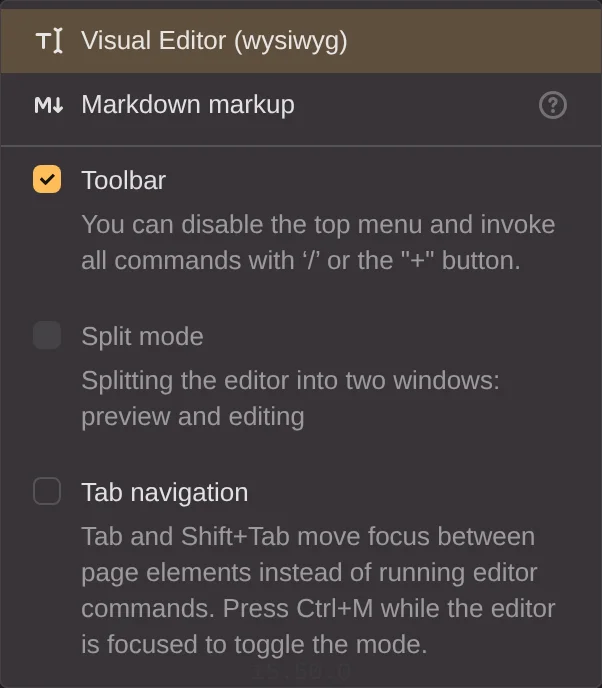 Visual Editor (wysiwyg)
M↓ Markdown markup ?
Toolbar
You can disable the top menu and invoke
all commands with ‘/’ or the "+" button.
Split mode
Splitting the editor into two windows:
preview and editing
Tab navigation
Tab and Shift+Tab move focus between
page elements instead of running editor
commands. Press Ctrl+M while the editor
is focused to toggle the mode.